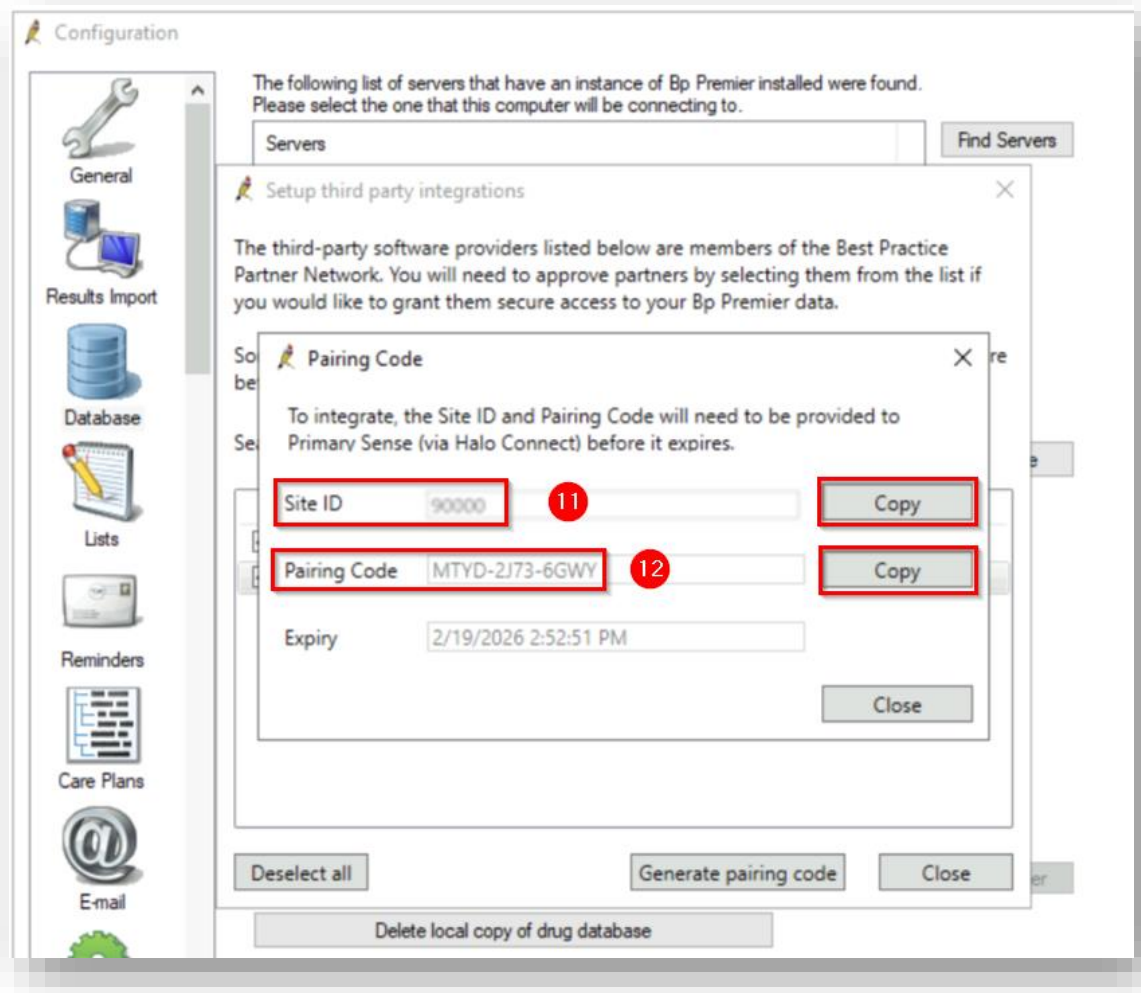 Configuration
The following list of servers that have an instance of Bp Premier installed were found.
Please select the one that this computer will be connecting to.
Servers
Find Servers
General
Results Import
Database
Lists
Reminders
Care Plans
E-mail
Setup third party integrations
The third-party software providers listed below are members of the Best Practice
Partner Network. You will need to approve partners by selecting them from the list if
you would like to grant them secure access to your Bp Premier data.
So
re
be
Sea
Pairing Code
To integrate, the Site ID and Pairing Code will need to be provided to
Primary Sense (via Halo Connect) before it expires.
Site ID
90000
11
Copy
Pairing Code
MTYD-2J73-6GWY
12
Copy
Expiry
2/19/2026 2:52:51 PM
Close
Deselect all
Generate pairing code
Close
er
Delete local copy of drug database